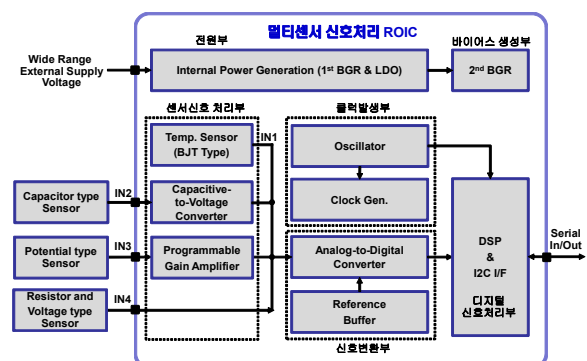 멀티센서 신호처리 ROIC
전원부
바이어스 생성부
Wide Range
External Supply
Voltage
Internal Power Generation (1st BGR & LDO)
2nd BGR
센서신호 처리부
클럭발생부
Temp. Sensor
(BJT Type)
IN1
Oscillator
Capacitor type
Sensor
IN2
Capacitive-
to-Voltage
Converter
Clock Gen.
Potential type
Sensor
IN3
Programmable
Gain Amplifier
Analog-to-Digital
Converter
DSP
&
I2C I/F
디지털
신호처리부
Serial
In/Out
Resistor and
Voltage type
Sensor
IN4
Reference
Buffer
신호변환부